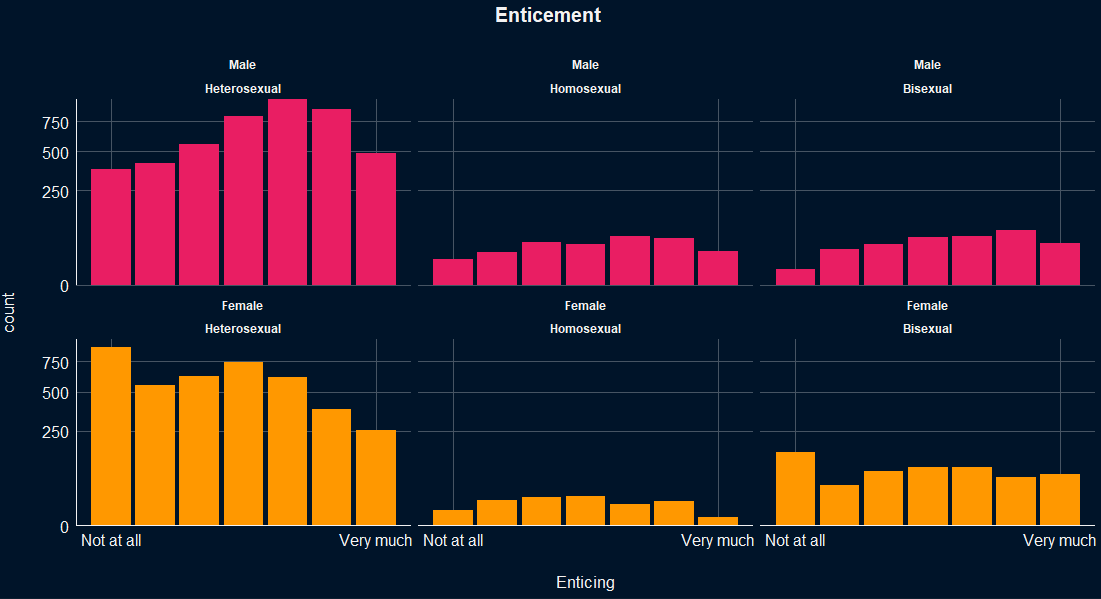 Enticement
Male Male Male
Heterosexual Homosexual Bisexual
750
500
250
0
count
Female Female Female
Heterosexual Homosexual Bisexual
750
500
250
0
Not at all Very much Not at all Very much Not at all Very much
Enticing